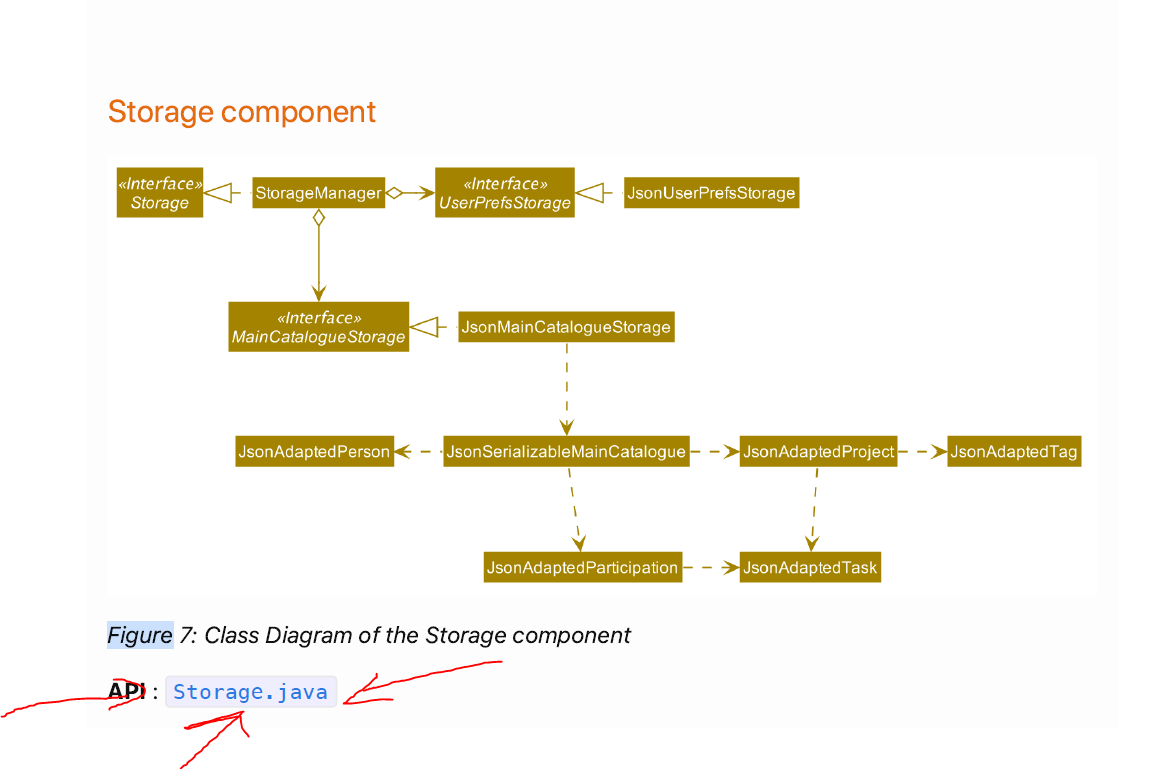 Storage component
«Interface»
Storage
StorageManager
«Interface»
UserPrefsStorage
JsonUserPrefsStorage
«Interface»
MainCatalogueStorage
JsonMainCatalogueStorage
JsonAdaptedPerson
JsonSerializableMainCatalogue
JsonAdaptedProject
JsonAdaptedTag
JsonAdaptedParticipation
JsonAdaptedTask
Figure 7: Class Diagram of the Storage component
API : Storage.java